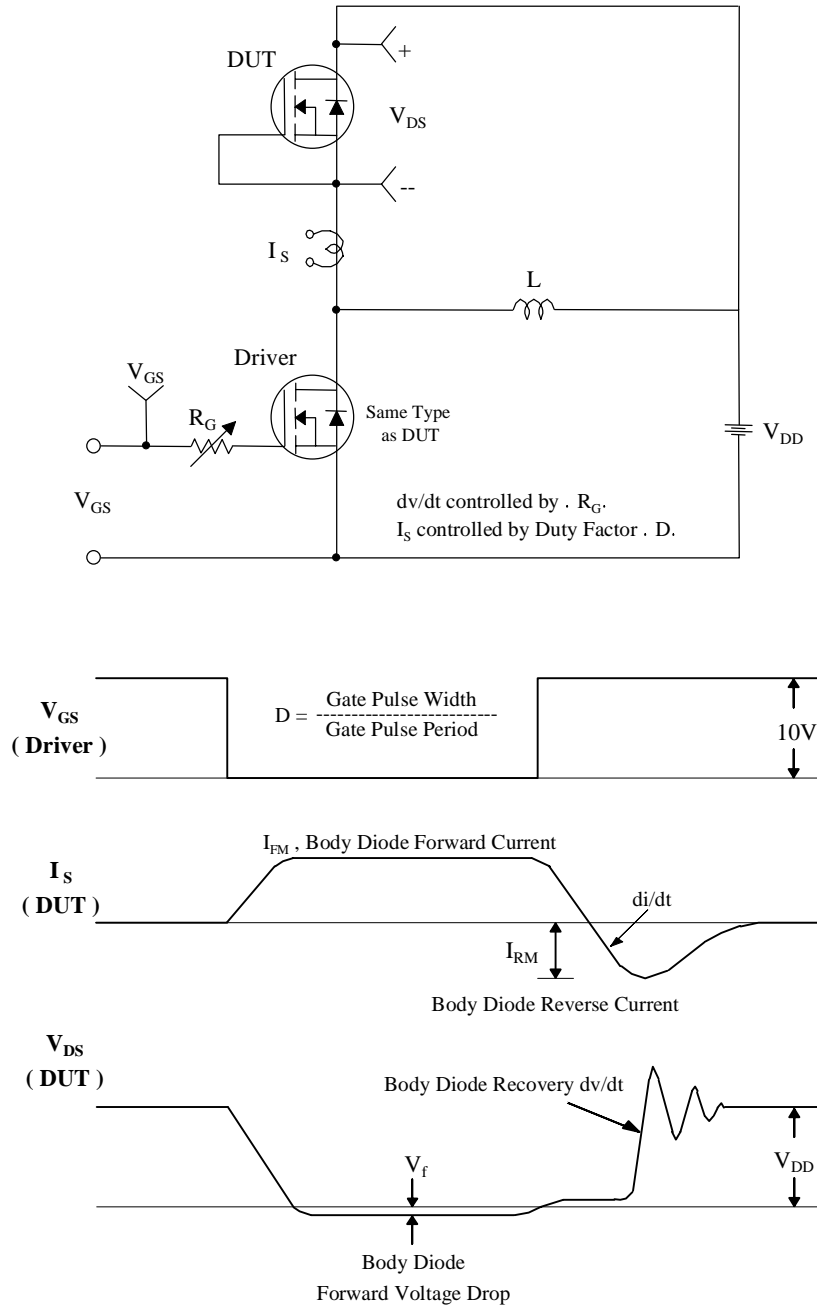 +
DUT
V_DS
--
I_S
L
Driver
V_GS
R_G
Same Type
as DUT
V_DD
V_GS
dv/dt controlled by . R_G.
I_S controlled by Duty Factor . D.
V_GS
( Driver )
D = Gate Pulse Width
--------------------------
Gate Pulse Period
10V
I_FM , Body Diode Forward Current
I_S
( DUT )
di/dt
I_RM
Body Diode Reverse Current
V_DS
( DUT )
Body Diode Recovery dv/dt
V_f
V_DD
Body Diode
Forward Voltage Drop